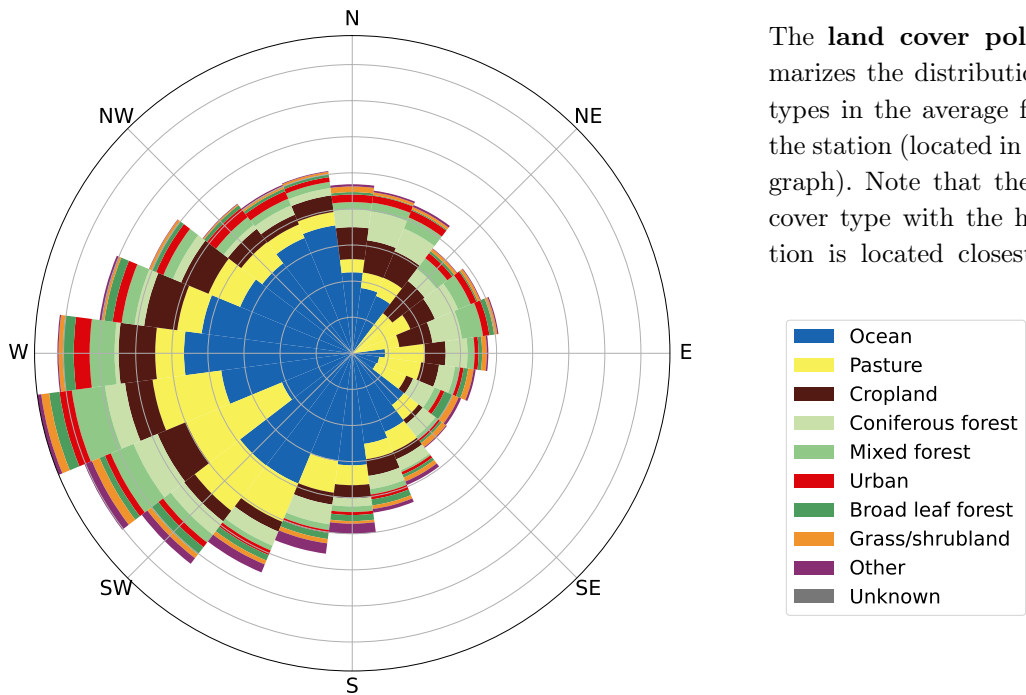 N
NW
NE
W
E
SW
SE
S
The land cover pol
marizes the distributi
types in the average f
the station (located in
graph). Note that the
cover type with the h
tion is located closest
Ocean
Pasture
Cropland
Coniferous forest
Mixed forest
Urban
Broad leaf forest
Grass/shrubland
Other
Unknown